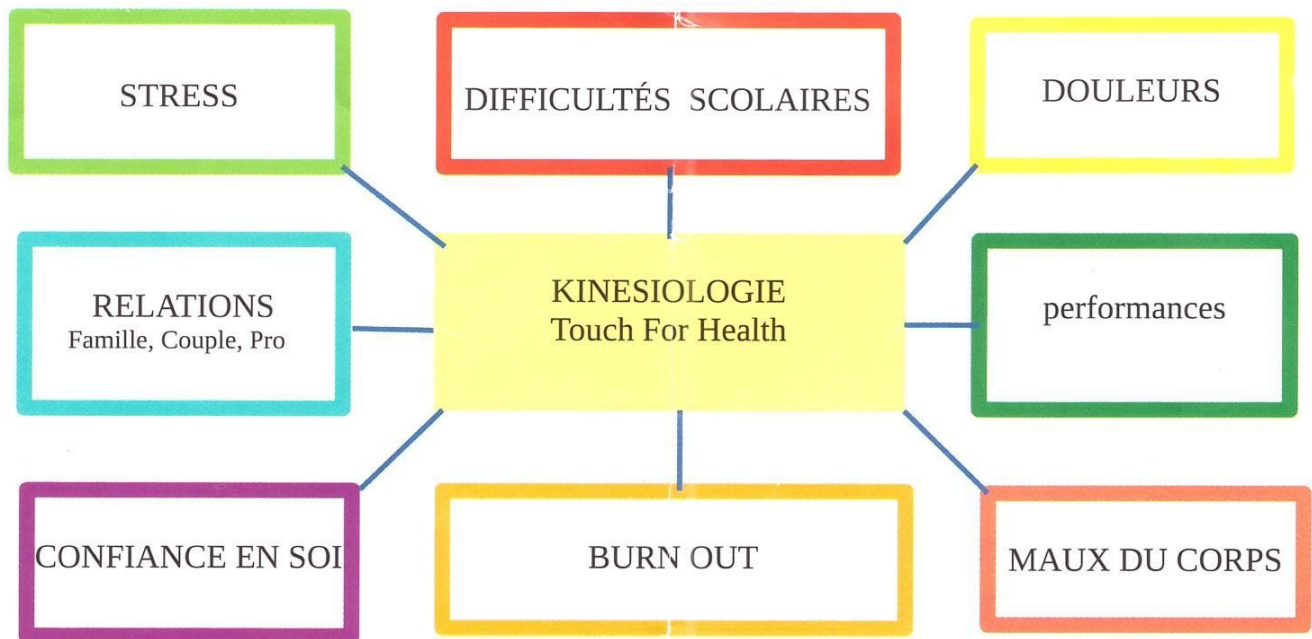 STRESS
DIFFICULTÉS SCOLAIRES
DOULEURS
RELATIONS
Famille, Couple, Pro
KINESIOLOGIE
Touch For Health
performances
CONFIANCE EN SOI
BURN OUT
MAUX DU CORPS